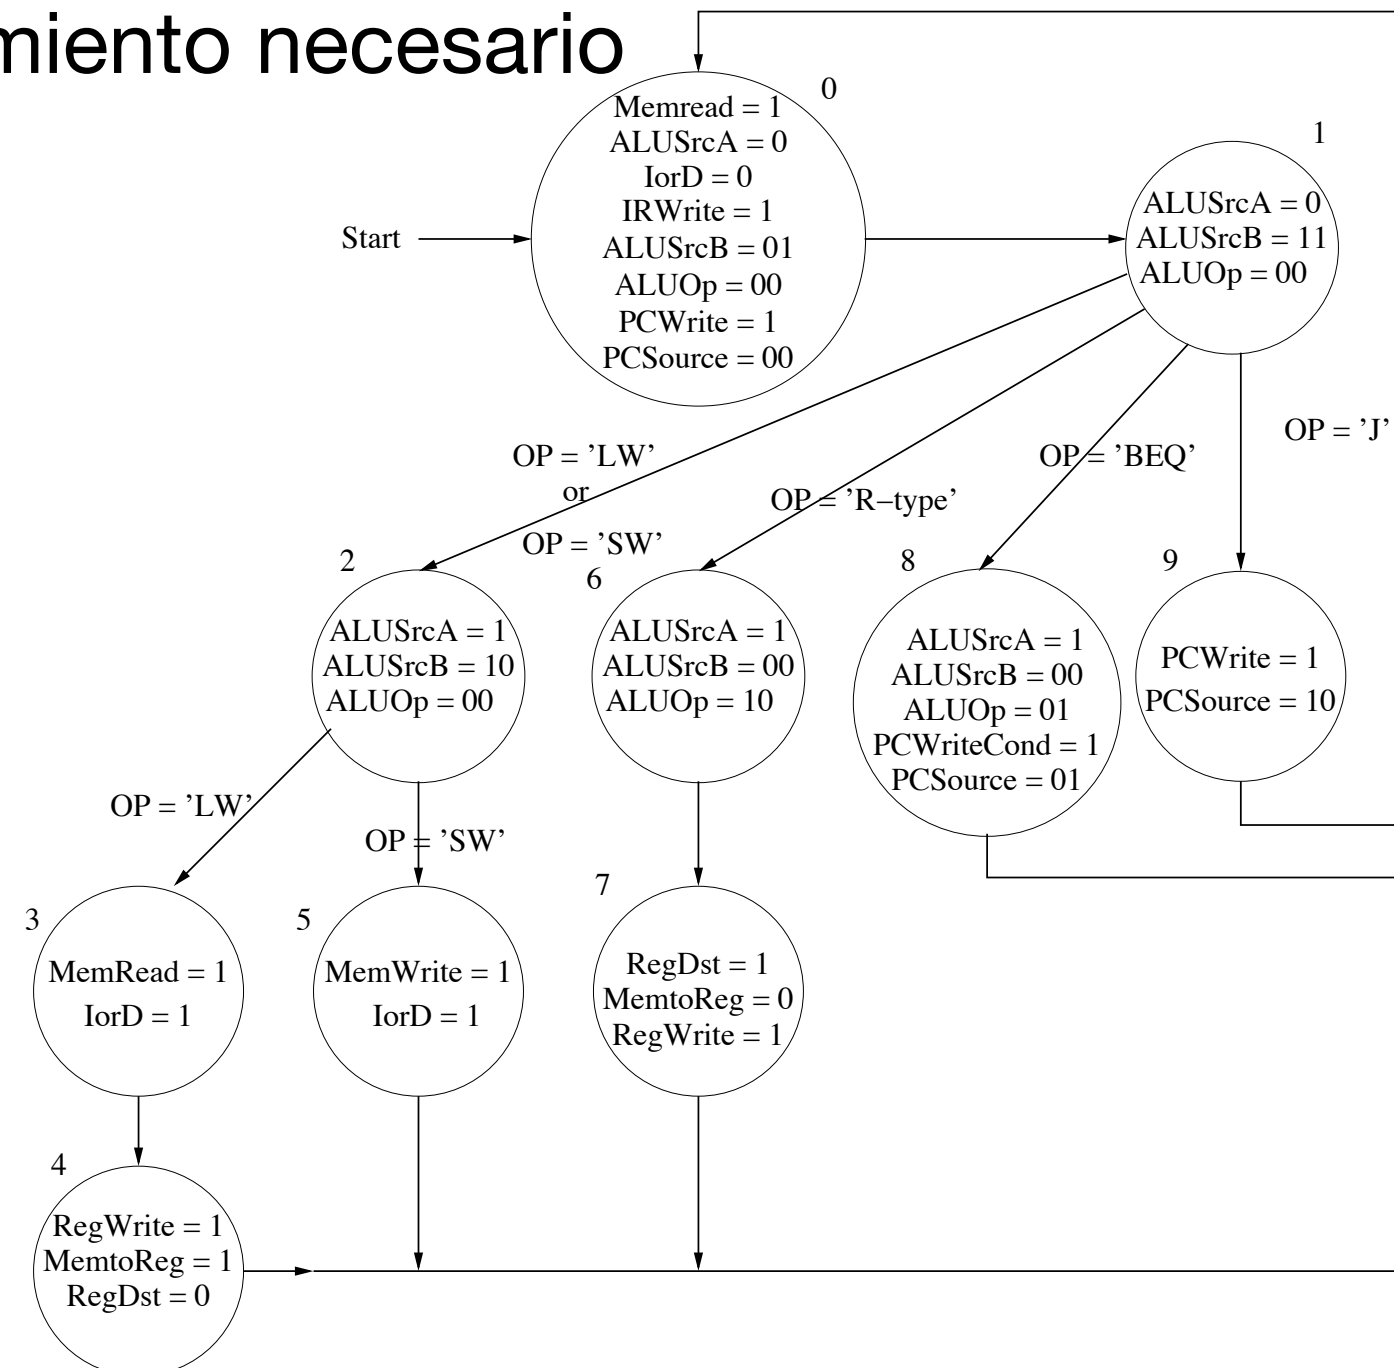 miento necesario
0
Memread = 1
ALUSrcA = 0
IorD = 0
IRWrite = 1
ALUSrcB = 01
ALUOp = 00
PCWrite = 1
PCSource = 00
Start
1
ALUSrcA = 0
ALUSrcB = 11
ALUOp = 00
OP = ’LW’
or
OP = ’SW’
OP = ’R–type’
OP = ’BEQ’
OP = ’J’
2
ALUSrcA = 1
ALUSrcB = 10
ALUOp = 00
6
ALUSrcA = 1
ALUSrcB = 00
ALUOp = 10
8
ALUSrcA = 1
ALUSrcB = 00
ALUOp = 01
PCWriteCond = 1
PCSource = 01
9
PCWrite = 1
PCSource = 10
OP = ’LW’
OP = ’SW’
3
MemRead = 1
IorD = 1
5
MemWrite = 1
IorD = 1
7
RegDst = 1
MemtoReg = 0
RegWrite = 1
4
RegWrite = 1
MemtoReg = 1
RegDst = 0